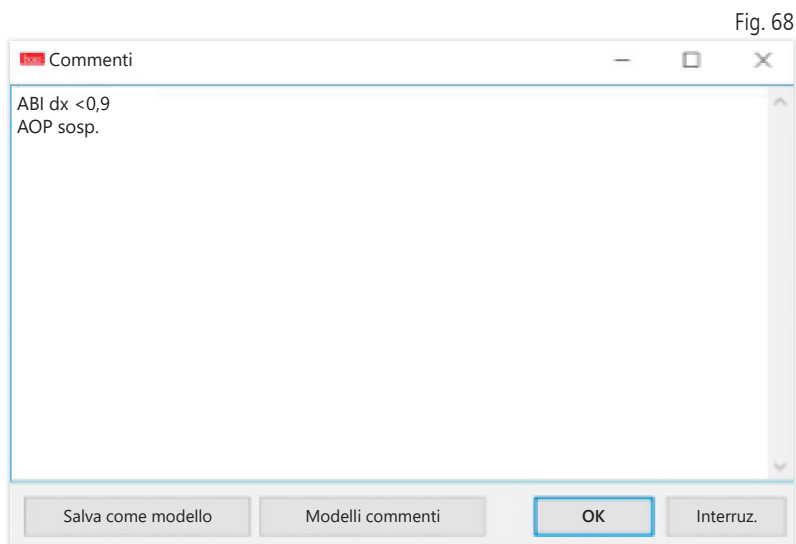 Fig. 68
Commenti
ABI dx <0,9
AOP sosp.
Salva come modello
Modelli commenti
OK
Interruz.